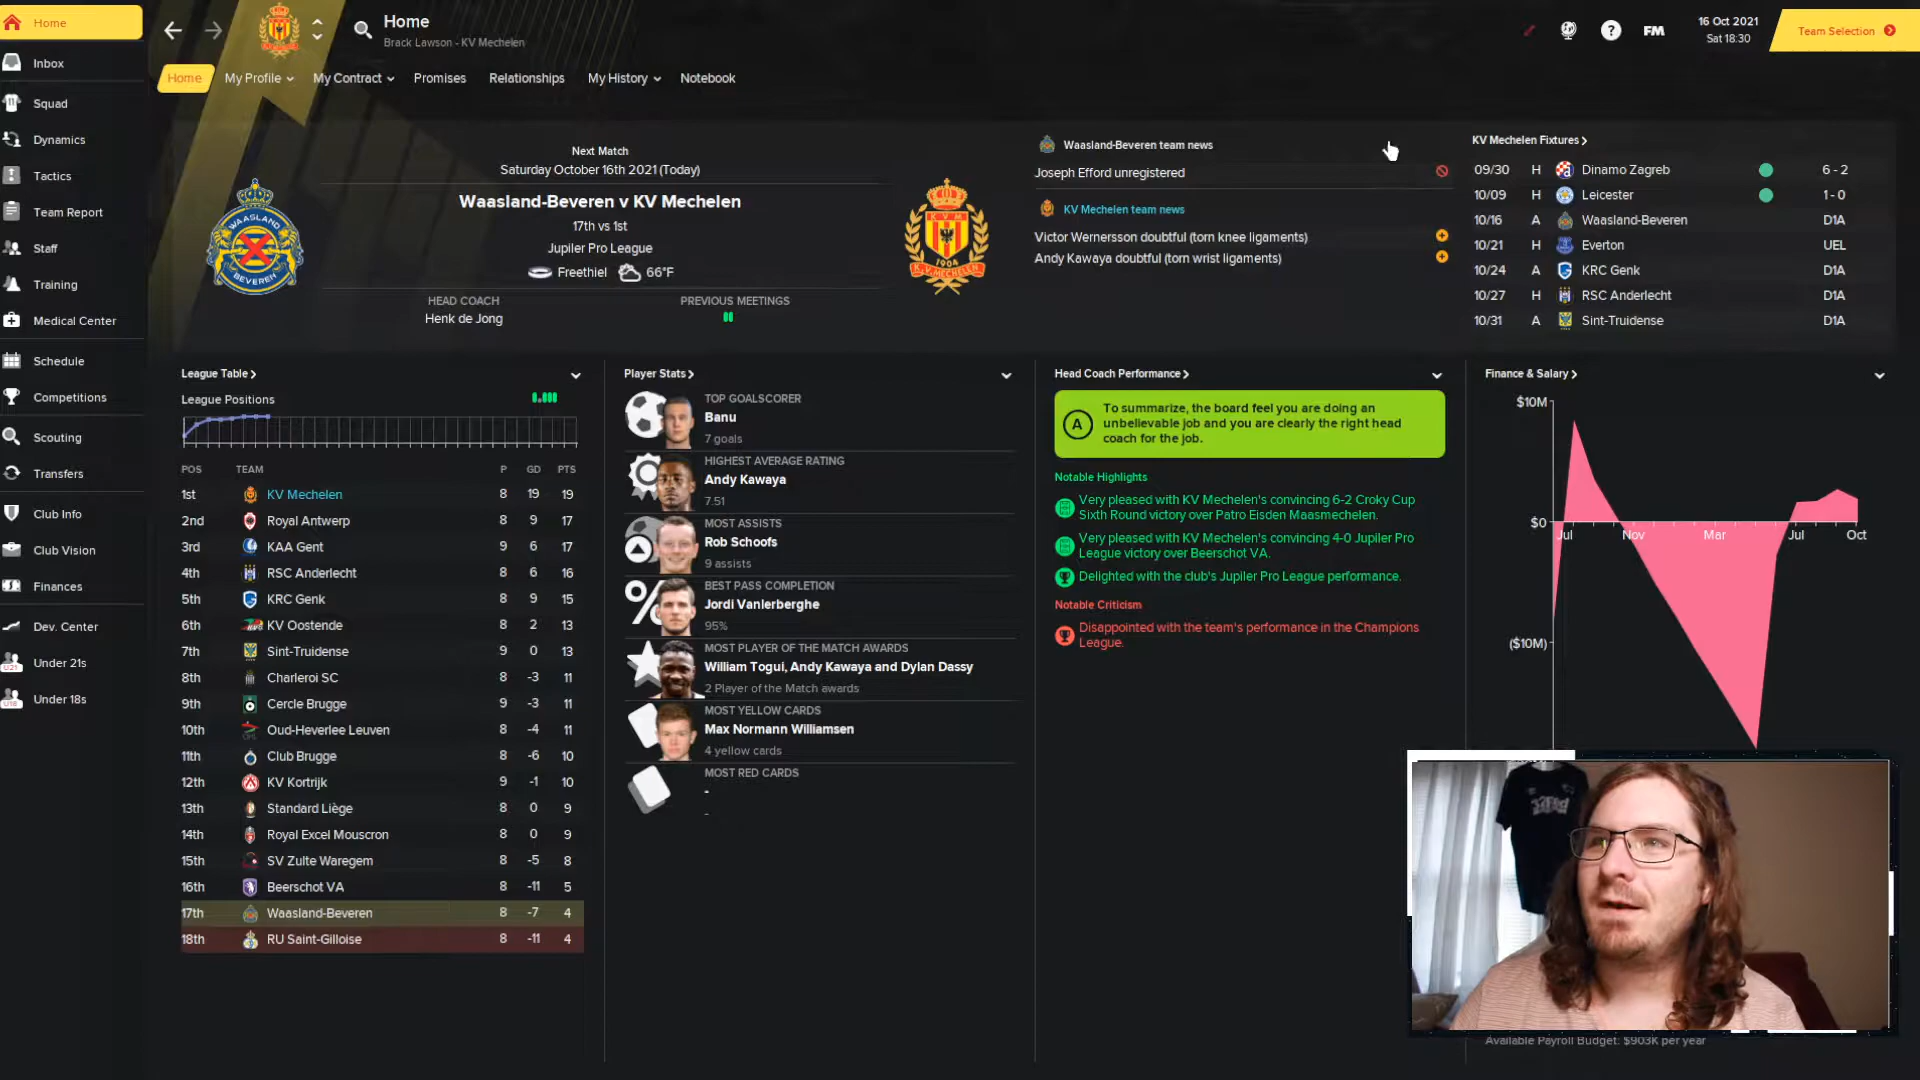 Home
Home
Brack Lawson - KV Mechelen
FM
16 Oct 2021
Sat 18:30
Team Selection
Home
My Profile
My Contract
Promises
Relationships
My History
Notebook
Inbox
Squad
Dynamics
Tactics
Team Report
Staff
Training
Medical Center
Schedule
Competitions
Scouting
Transfers
Club Info
Club Vision
Finances
Dev. Center
Under 21s
Under 18s
Next Match
Saturday October 16th 2021 (Today)
Waasland-Beveren v KV Mechelen
17th vs 1st
Jupiler Pro League
Freethiel 66°F
HEAD COACH
Henk de Jong
PREVIOUS MEETINGS
Waasland-Beveren team news
Joseph Efford unregistered
KV Mechelen team news
Victor Wernersson doubtful (torn knee ligaments)
Andy Kawaya doubtful (torn wrist ligaments)
KV Mechelen Fixtures
09/30 H Dinamo Zagreb 6 - 2
10/09 H Leicester 1 - 0
10/16 A Waasland-Beveren D1A
10/21 H Everton UEL
10/24 A KRC Genk D1A
10/27 H RSC Anderlecht D1A
10/31 A Sint-Truidense D1A
League Table
League Positions
POS TEAM P GD PTS
1st KV Mechelen 8 19 19
2nd Royal Antwerp 8 9 17
3rd KAA Gent 9 6 17
4th RSC Anderlecht 8 6 16
5th KRC Genk 8 9 15
6th KV Oostende 8 2 13
7th Sint-Truidense 9 0 13
8th Charleroi SC 8 -3 11
9th Cercle Brugge 9 -3 11
10th Oud-Heverlee Leuven 8 -4 11
11th Club Brugge 8 -6 10
12th KV Kortrijk 9 -1 10
13th Standard Liège 8 0 9
14th Royal Excel Mouscron 8 0 9
15th SV Zulte Waregem 8 -5 8
16th Beerschot VA 8 -11 5
17th Waasland-Beveren 8 -7 4
18th RU Saint-Gilloise 8 -11 4
Player Stats
TOP GOALSCORER
Banu
7 goals
HIGHEST AVERAGE RATING
Andy Kawaya
7.51
MOST ASSISTS
Rob Schoofs
9 assists
BEST PASS COMPLETION
Jordi Vanlerberghe
95%
MOST PLAYER OF THE MATCH AWARDS
William Togui, Andy Kawaya and Dylan Dassy
2 Player of the Match awards
MOST YELLOW CARDS
Max Normann Williamsen
4 yellow cards
MOST RED CARDS
-
-
Head Coach Performance
A
To summarize, the board feel you are doing an
unbelievable job and you are clearly the right head
coach for the job.
Notable Highlights
Very pleased with KV Mechelen's convincing 6-2 Croky Cup
Sixth Round victory over Patro Eisden Maasmechelen.
Very pleased with KV Mechelen's convincing 4-0 Jupiler Pro
League victory over Beerschot VA.
Delighted with the club's Jupiler Pro League performance.
Notable Criticism
Disappointed with the team's performance in the Champions
League.
Finance & Salary
$10M
$0
Jul Nov Mar Jul Oct
($10M)
Available Payroll Budget: $903K per year